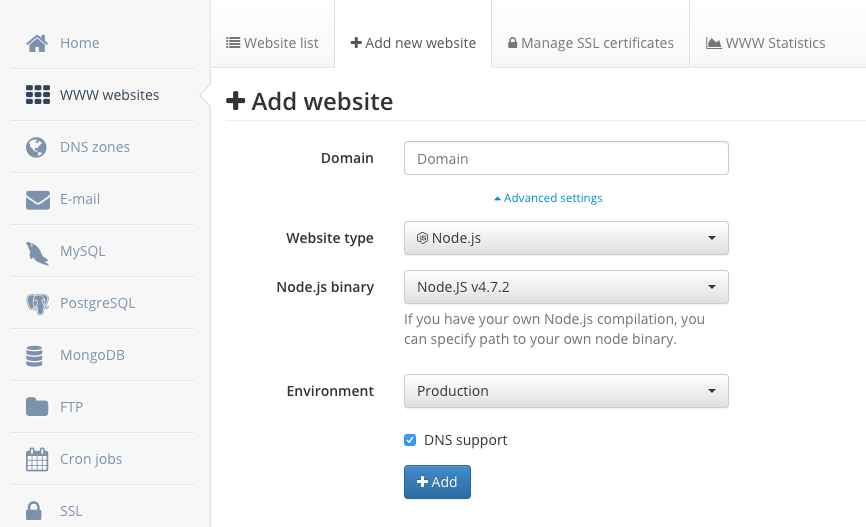 Home
WWW websites
DNS zones
E-mail
MySQL
PostgreSQL
MongoDB
FTP
Cron jobs
SSL
Website list
Add new website
Manage SSL certificates
WWW Statistics
Add website
Domain
Domain
Advanced settings
Website type
Node.js
Node.js binary
Node.JS v4.7.2
If you have your own Node.js compilation, you
can specify path to your own node binary.
Environment
Production
DNS support
Add